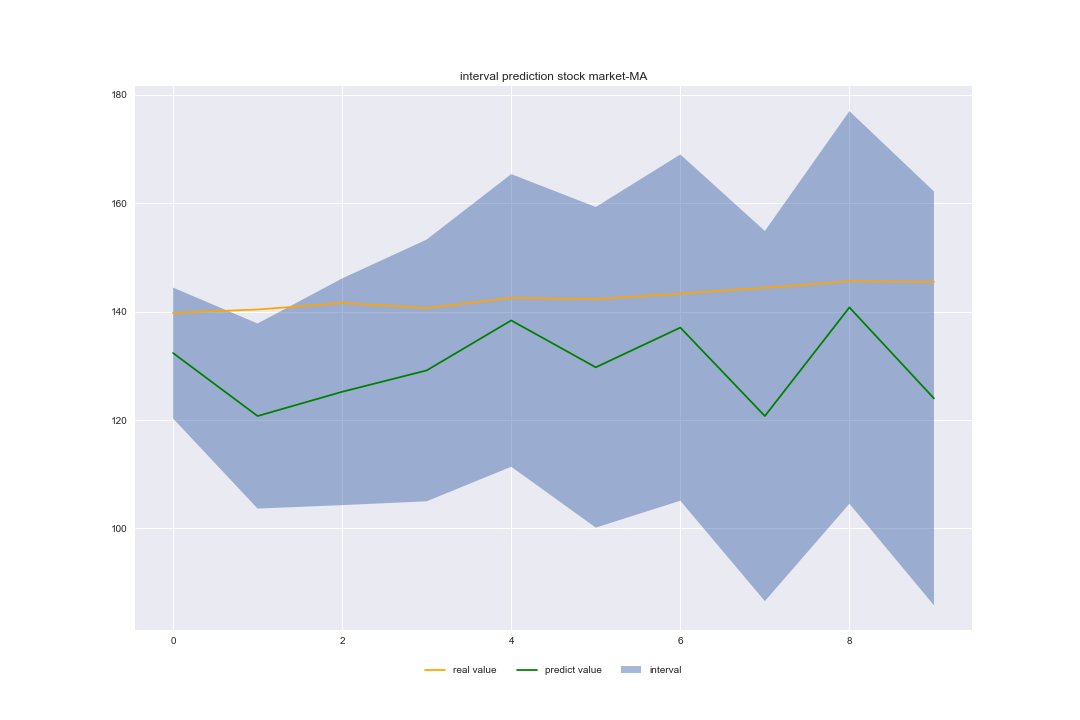 interval prediction stock market-MA
180
160
140
120
100
0 2 4 6 8
real value predict value interval